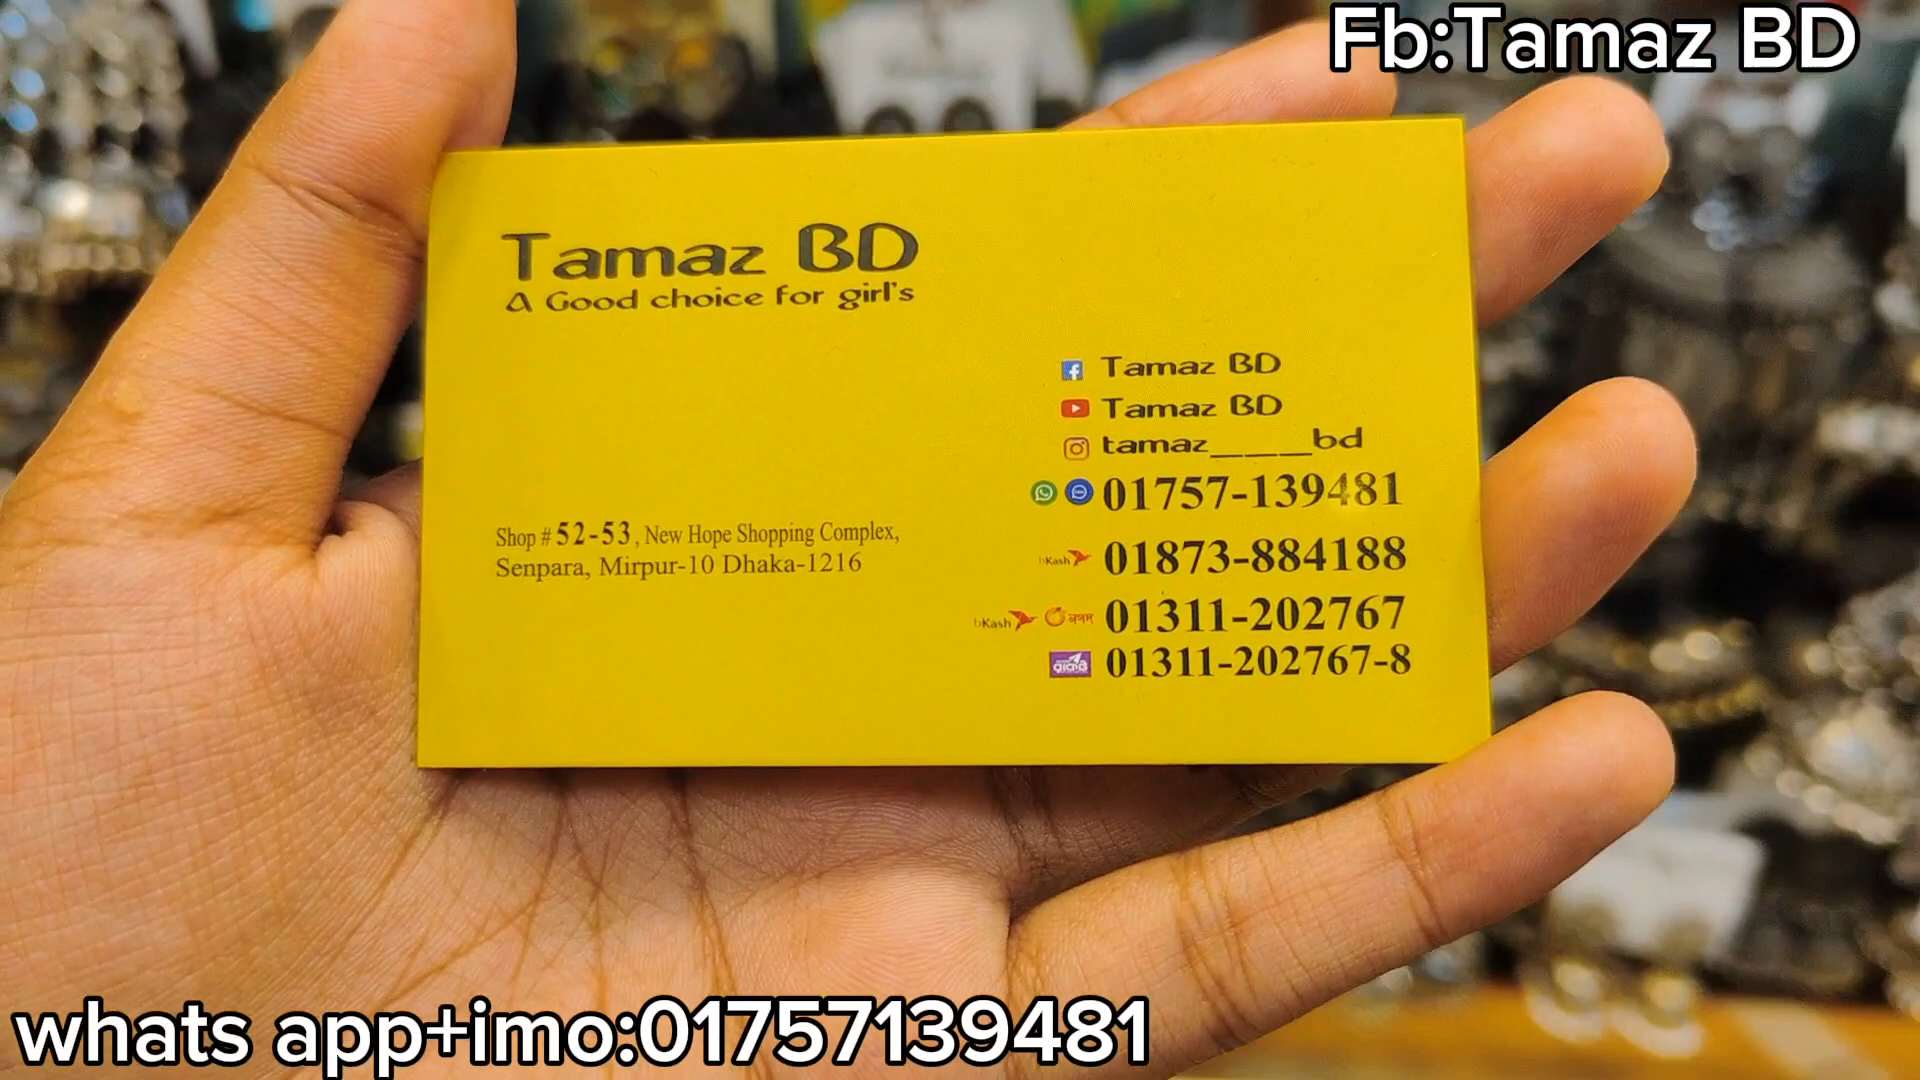 Fb:Tamaz BD
Tamaz BD
A Good choice for girl's
Tamaz BD
Tamaz BD
tamaz_____bd
01757-139481
Shop # 52-53, New Hope Shopping Complex,
Senpara, Mirpur-10 Dhaka-1216
bKash 01873-884188
bKash নগদ 01311-202767
রকেট 01311-202767-8
whats app+imo:01757139481